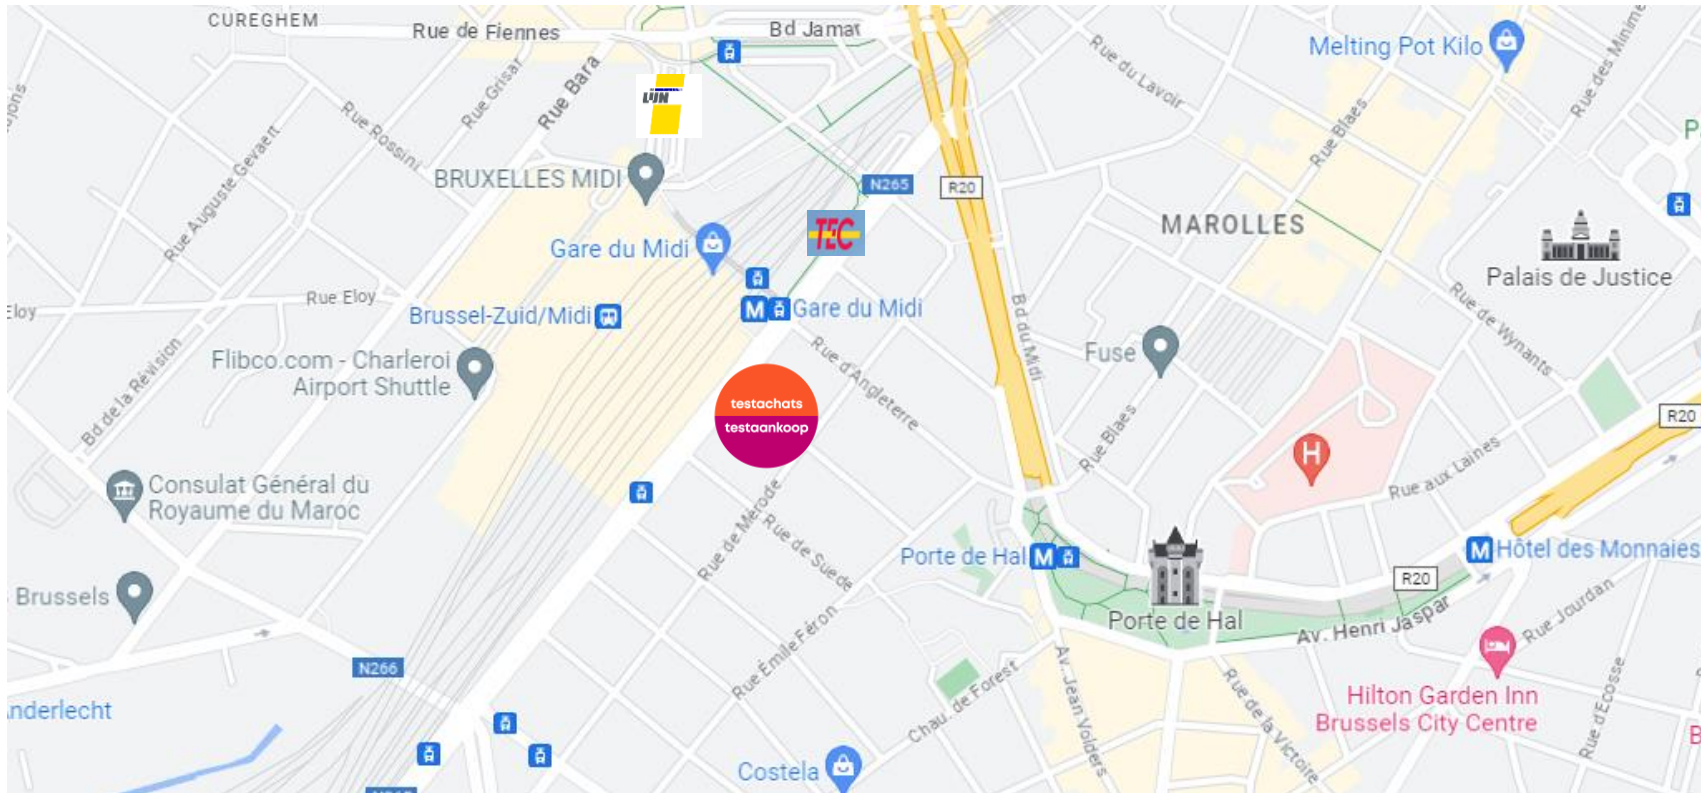 CUREGHEM
Rue de Fiennes
Bd Jamar
Rue du Lavoir
Melting Pot Kilo
Rue des Minime
Rue Grisar
Rue Bara
LIJN
Rue Rossini
Rue Blaes
P
BRUXELLES MIDI
N265
R20
Rue Auguste Gevaert
TEC
MAROLLES
Gare du Midi
Palais de Justice
Rue Eloy
Eloy
Brussel-Zuid/Midi
M
Gare du Midi
Bd du Midi
Rue de Wynants
Rue d'Angleterre
Fuse
Flibco.com - Charleroi
Airport Shuttle
Bd de la Révision
testachats
testaankoop
R20
Rue Blaes
H
Rue aux Laines
Consulat Général du
Royaume du Maroc
Rue de Mérode
Rue de Suède
Porte de Hal
M
M
Hôtel des Monnaies
R20
Brussels
Porte de Hal
Av. Henri Jaspar
Rue Jourdan
Rue Émile Féron
N266
Chau. de Forest
Av. Jean Volders
Rue de la Victoire
Hilton Garden Inn
Brussels City Centre
Rue d'Ecosse
nderlecht
B
Costela